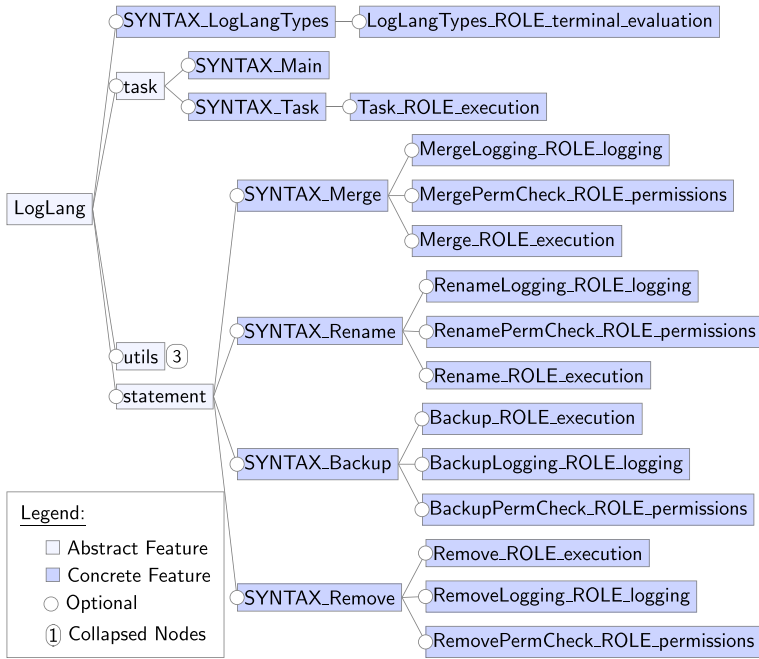 SYNTAX_LogLangTypes
LogLangTypes_ROLE_terminal_evaluation
task
SYNTAX_Main
SYNTAX_Task
Task_ROLE_execution
LogLang
SYNTAX_Merge
MergeLogging_ROLE_logging
MergePermCheck_ROLE_permissions
Merge_ROLE_execution
SYNTAX_Rename
RenameLogging_ROLE_logging
RenamePermCheck_ROLE_permissions
Rename_ROLE_execution
utils 3
statement
SYNTAX_Backup
Backup_ROLE_execution
BackupLogging_ROLE_logging
BackupPermCheck_ROLE_permissions
SYNTAX_Remove
Remove_ROLE_execution
RemoveLogging_ROLE_logging
RemovePermCheck_ROLE_permissions
Legend:
Abstract Feature
Concrete Feature
Optional
1 Collapsed Nodes